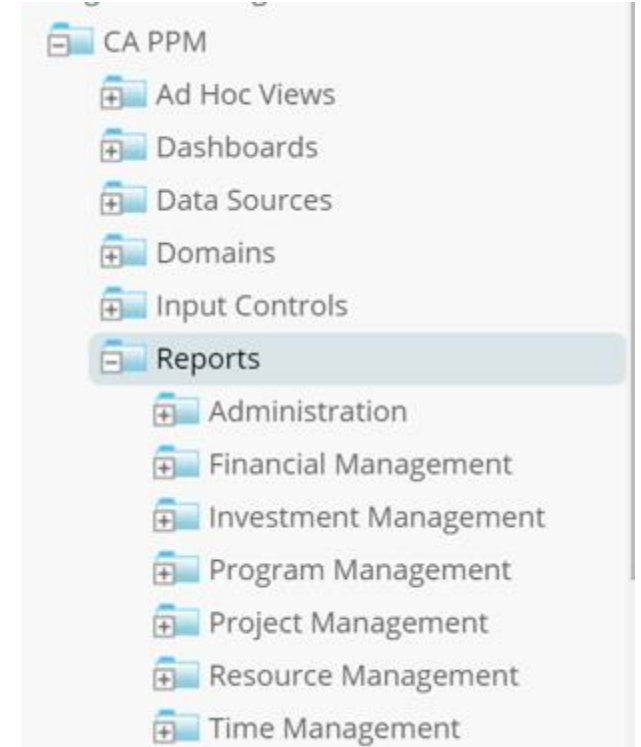 CA PPM
Ad Hoc Views
Dashboards
Data Sources
Domains
Input Controls
Reports
Administration
Financial Management
Investment Management
Program Management
Project Management
Resource Management
Time Management